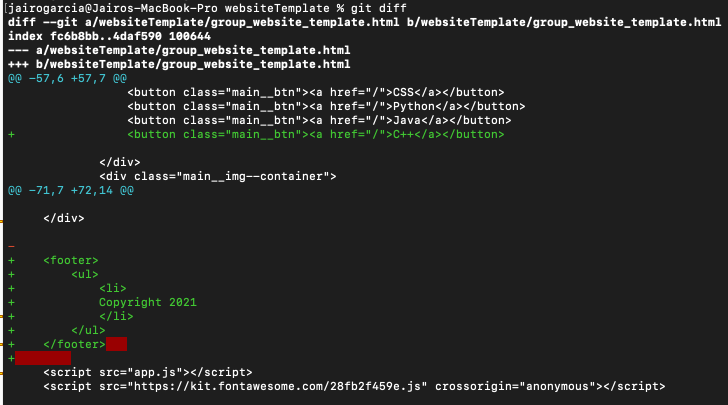 [jairogarcia@Jairos-MacBook-Pro websiteTemplate % git diff
diff --git a/websiteTemplate/group_website_template.html b/websiteTemplate/group_website_template.html
index fc6b8bb..4daf590 100644
--- a/websiteTemplate/group_website_template.html
+++ b/websiteTemplate/group_website_template.html
@@ -57,6 +57,7 @@
                <button class="main__btn"><a href="/">CSS</a></button>
                <button class="main__btn"><a href="/">Python</a></button>
                <button class="main__btn"><a href="/">Java</a></button>
+               <button class="main__btn"><a href="/">C++</a></button>
            </div>
            <div class="main__img--container">
@@ -71,7 +72,14 @@
     </div>
-
+    <footer>
+        <ul>
+            <li>
+            Copyright 2021
+            </li>
+        </ul>
+    </footer>
+
     <script src="app.js"></script>
     <script src="https://kit.fontawesome.com/28fb2f459e.js" crossorigin="anonymous"></script>